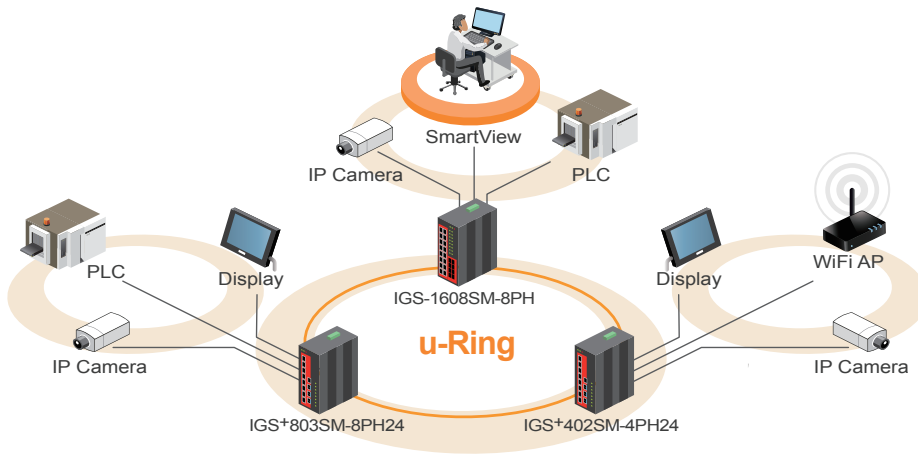 SmartView
IP Camera
PLC
PLC
Display
Display
WiFi AP
IGS-1608SM-8PH
u-Ring
IP Camera
IP Camera
IGS+803SM-8PH24
IGS+402SM-4PH24